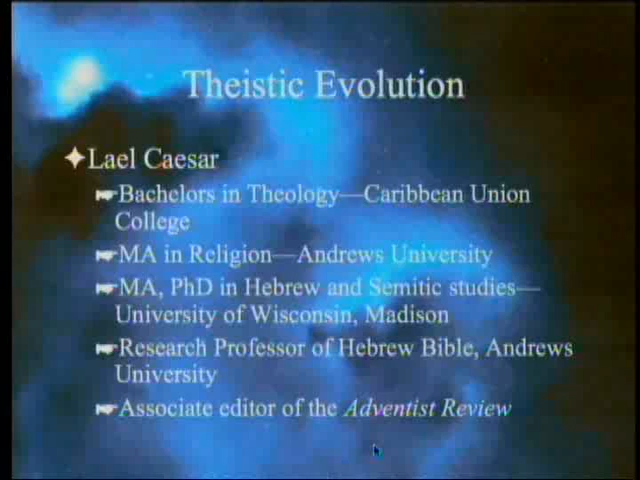 Theistic Evolution
Lael Caesar
Bachelors in Theology—Caribbean Union
College
MA in Religion—Andrews University
MA, PhD in Hebrew and Semitic studies—
University of Wisconsin, Madison
Research Professor of Hebrew Bible, Andrews
University
Associate editor of the Adventist Review